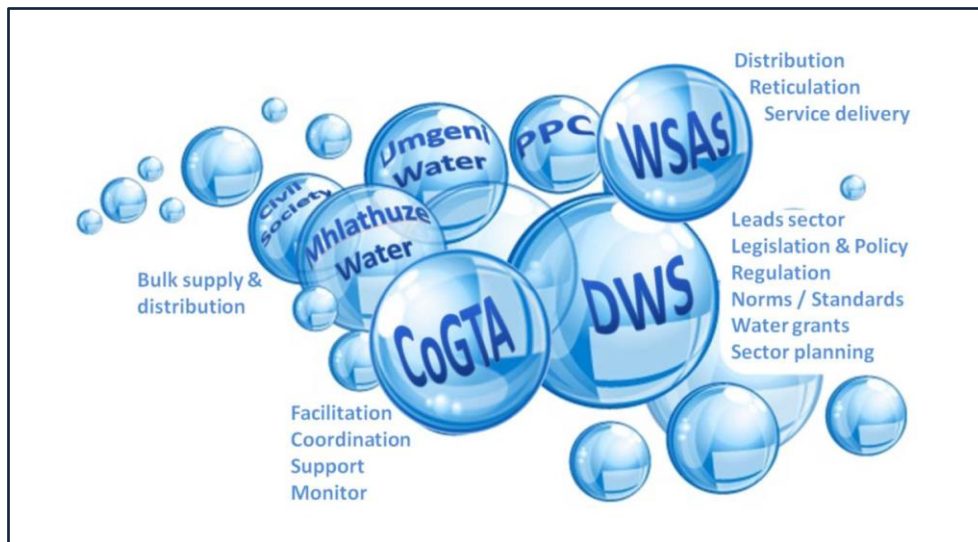 Distribution
Reticulation
Service delivery
Umgeni
Water
PPC
WSAs
Civil
Society
Mhlathuze
Water
Leads sector
Legislation & Policy
Regulation
Norms / Standards
Water grants
Sector planning
Bulk supply &
distribution
CoGTA
DWS
Facilitation
Coordination
Support
Monitor